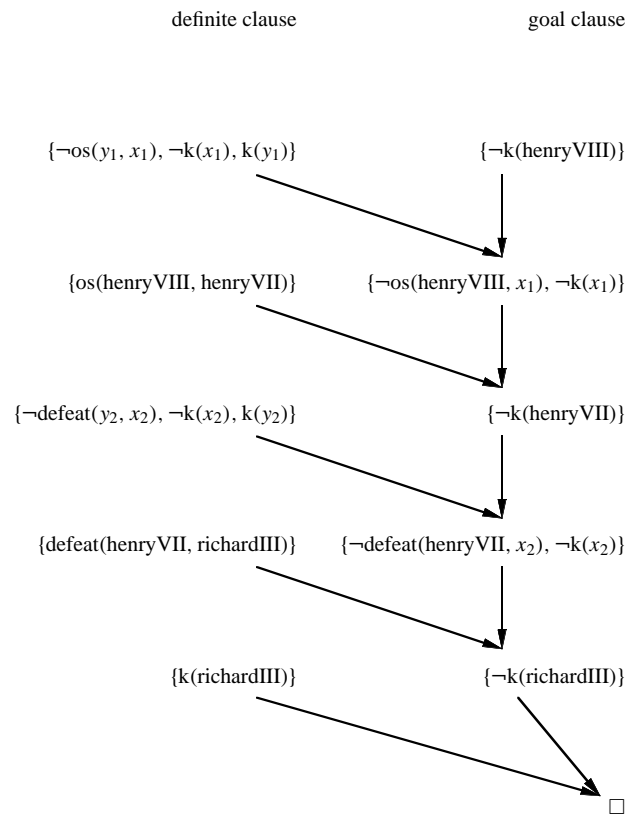 definite clause goal clause
{¬os(y₁, x₁), ¬k(x₁), k(y₁)} {¬k(henryVIII)}
{os(henryVIII, henryVII)} {¬os(henryVIII, x₁), ¬k(x₁)}
{¬defeat(y₂, x₂), ¬k(x₂), k(y₂)} {¬k(henryVII)}
{defeat(henryVII, richardIII)} {¬defeat(henryVII, x₂), ¬k(x₂)}
{k(richardIII)} {¬k(richardIII)}
□